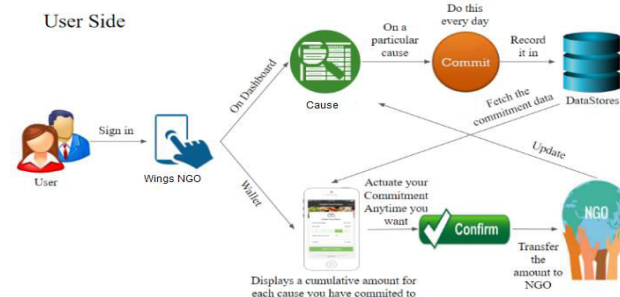 User Side
Do this
every day
On a
particular
cause
Commit
Record
it in
On Dashboard
Cause
DataStores
Fetch the
commitment data
Sign in
User
Wings NGO
Update
Wallet
Actuate your
Commitment
Anytime you
want
Confirm
NGO
Transfer
the
amount to
NGO
Displays a cumulative amount for
each cause you have commited to